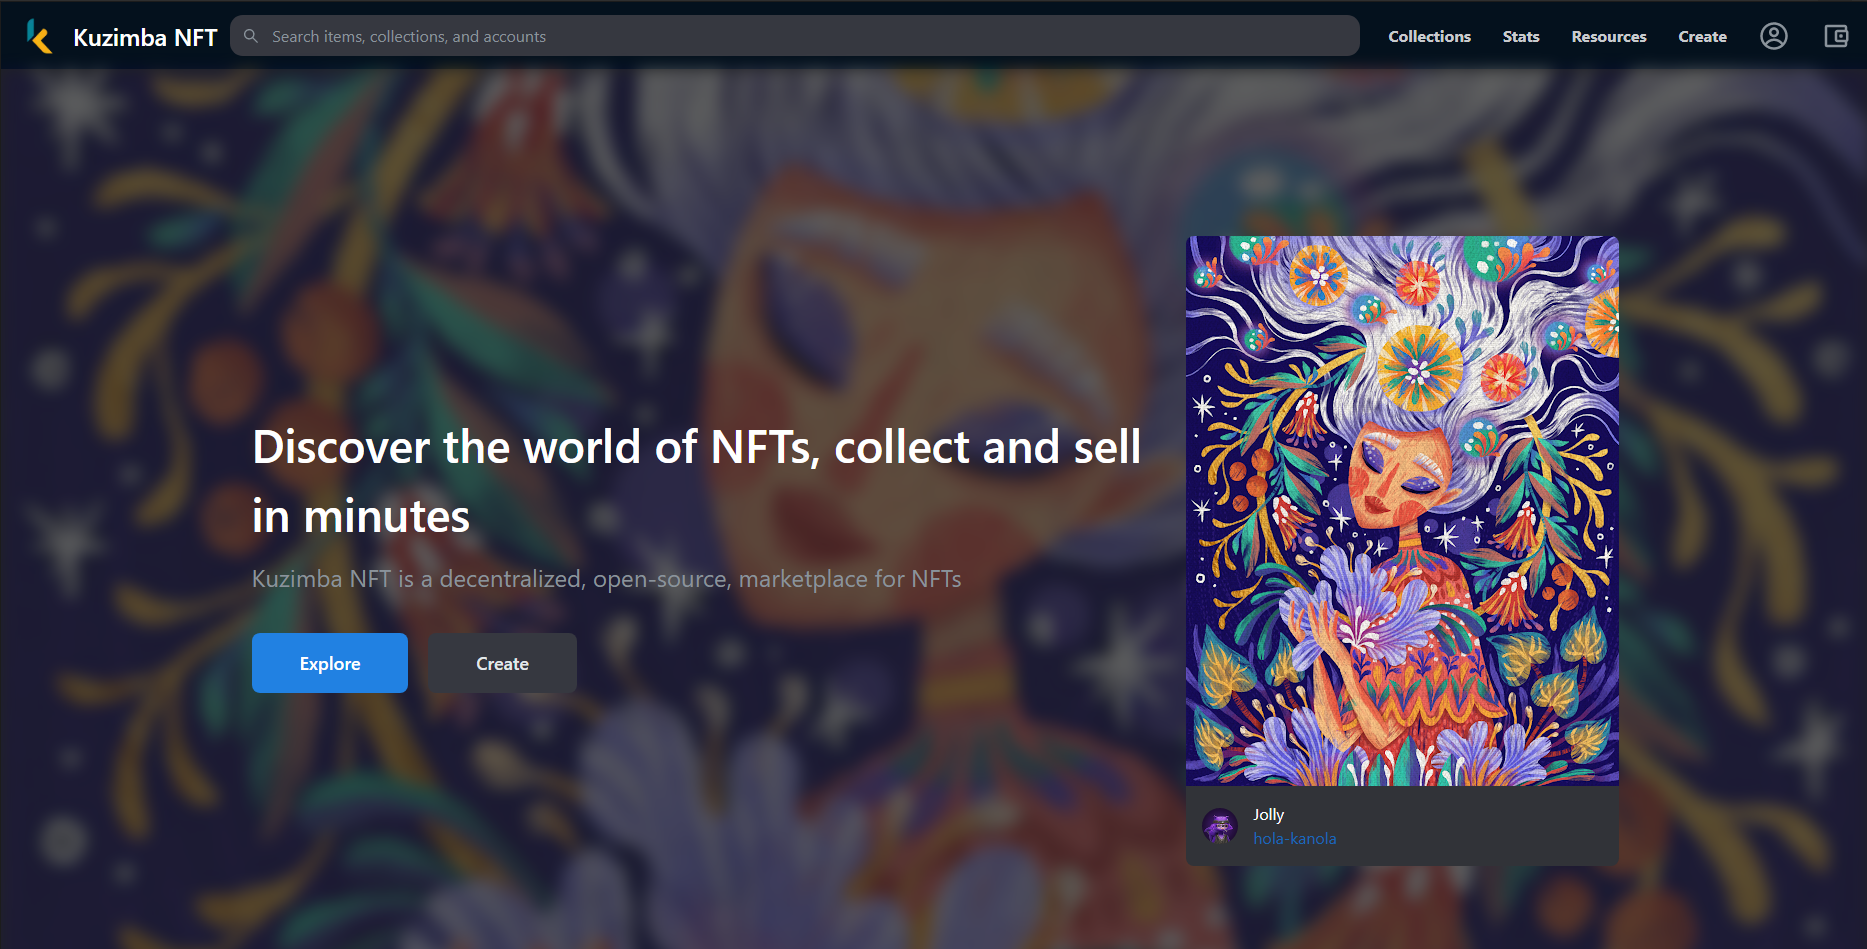 Kuzimba NFT
Search items, collections, and accounts
Collections
Stats
Resources
Create
Discover the world of NFTs, collect and sell
in minutes
Kuzimba NFT is a decentralized, open-source, marketplace for NFTs
Explore
Create
Jolly
hola-kanola